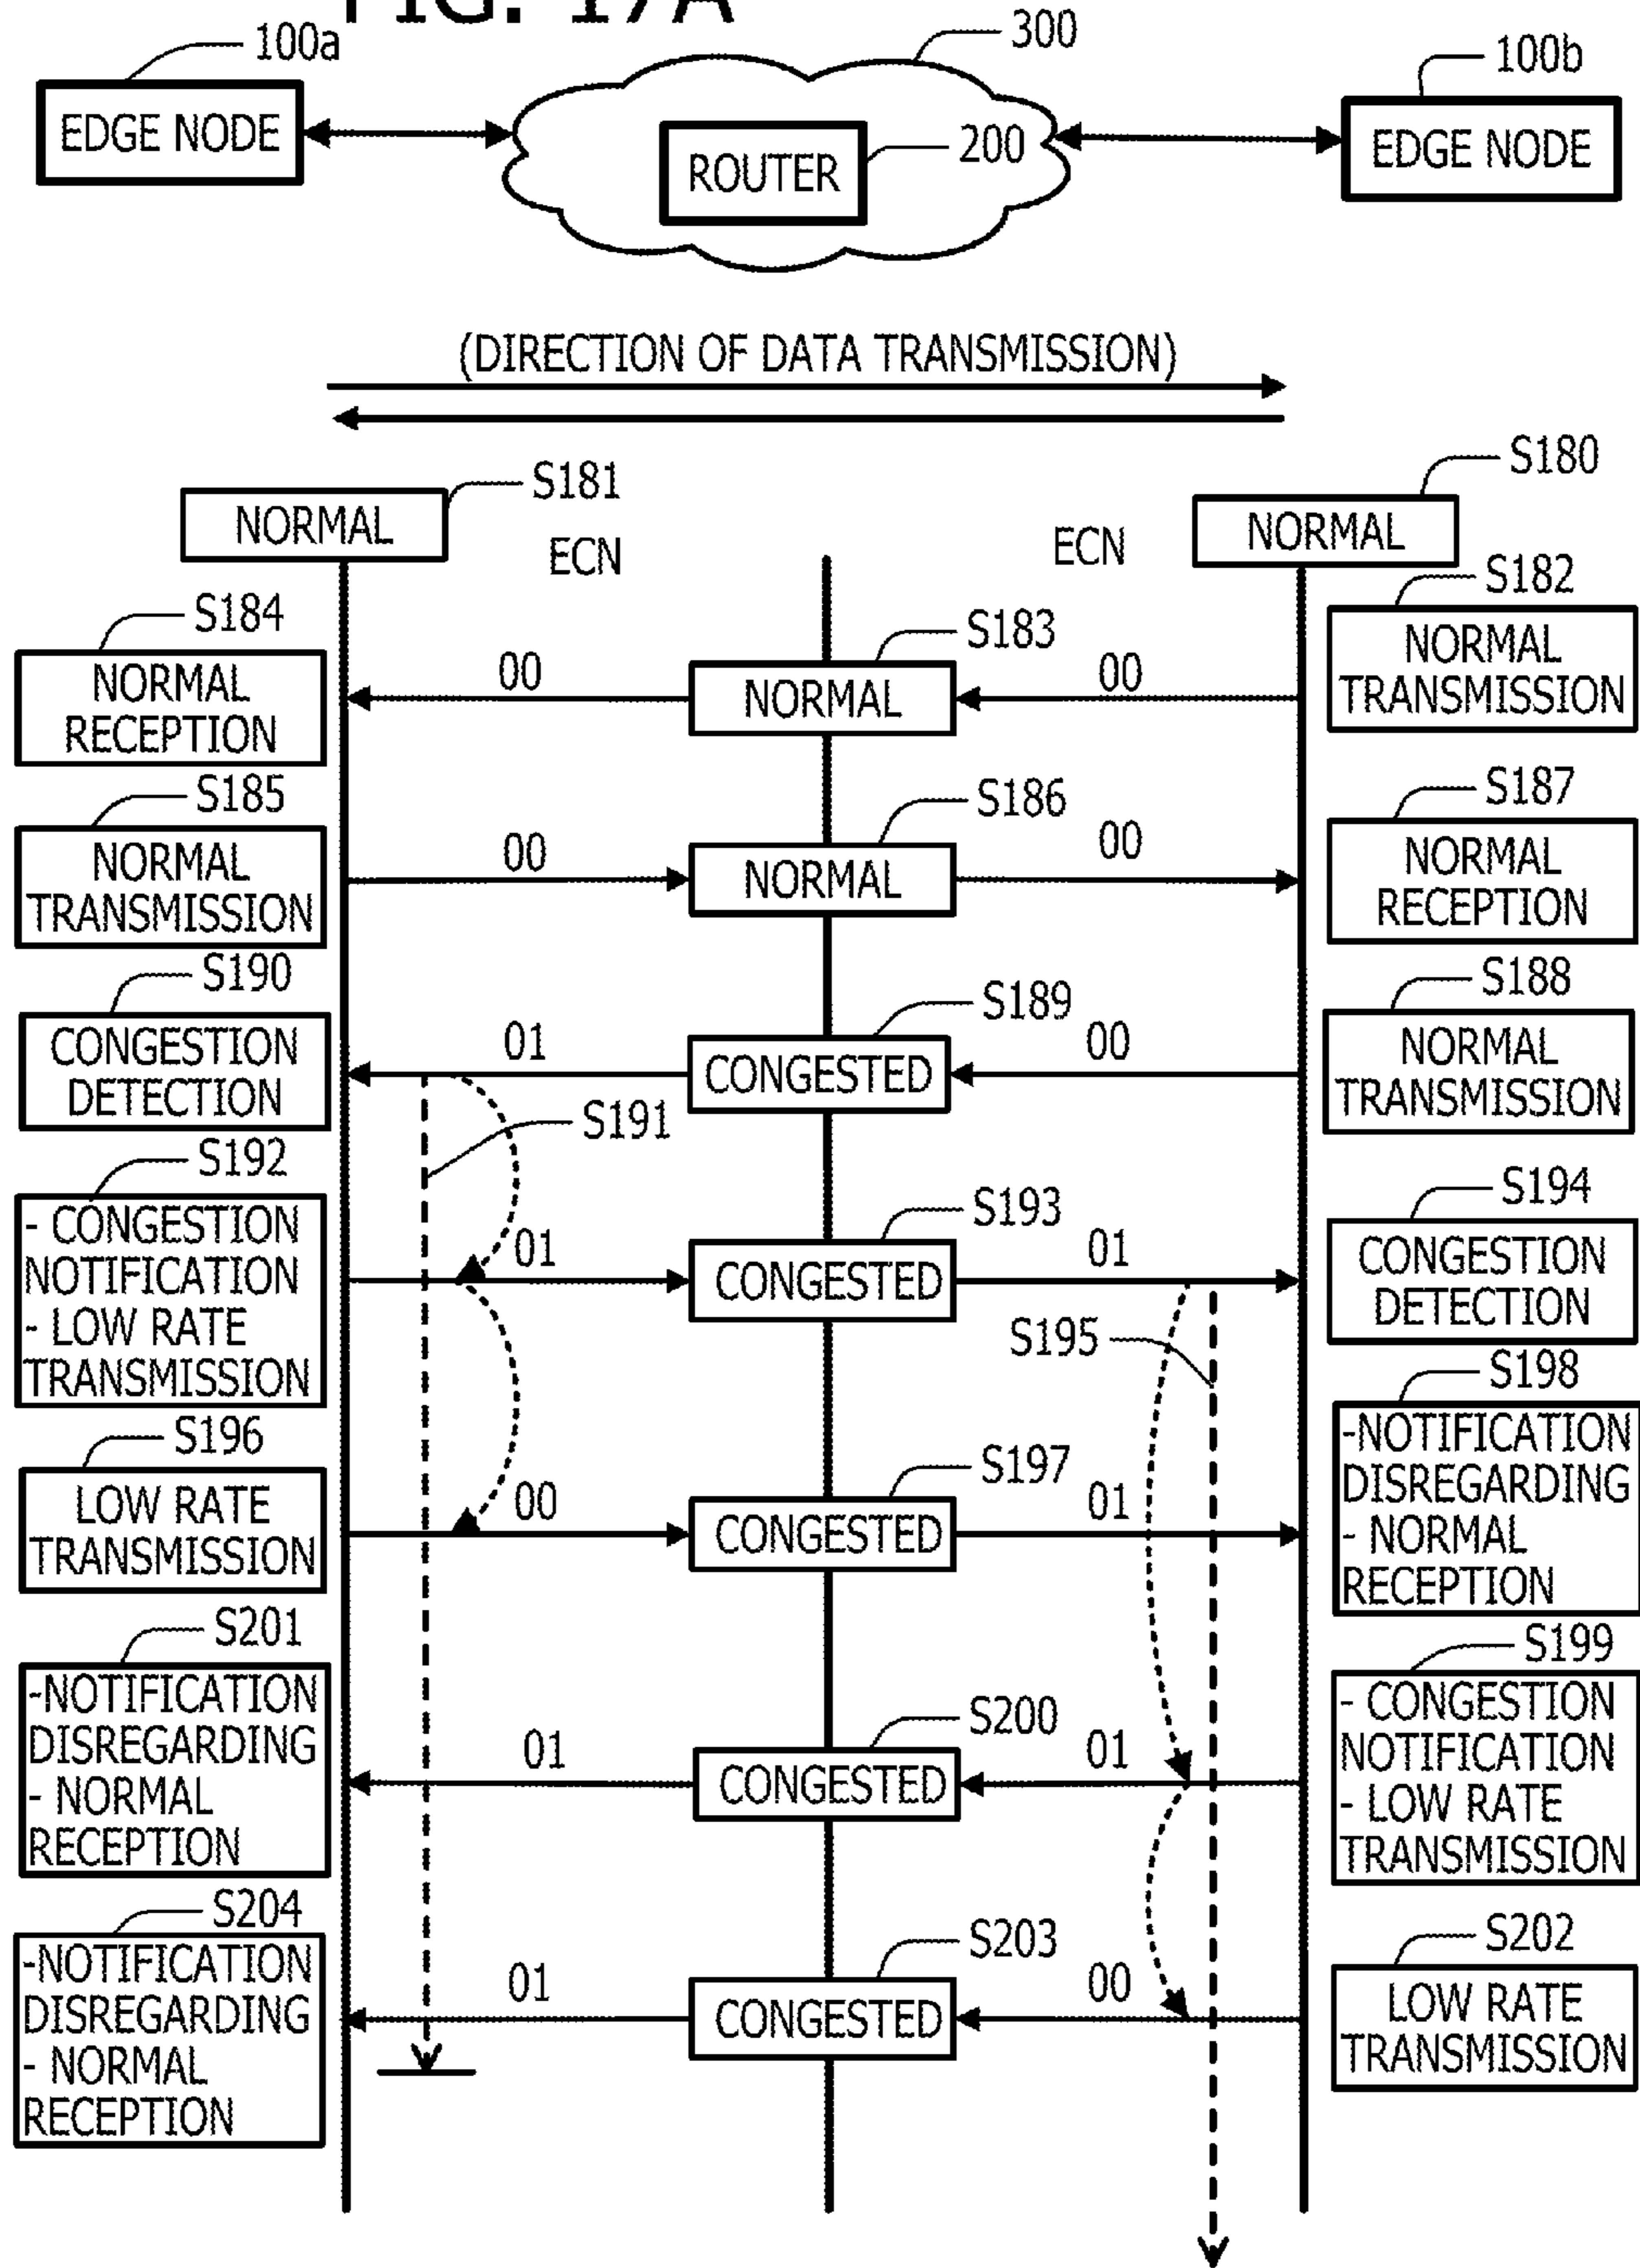 FIG. 17A
100a
300
100b
EDGE NODE
200
ROUTER
EDGE NODE
(DIRECTION OF DATA TRANSMISSION)
S181
S180
NORMAL
NORMAL
ECN
ECN
S184
S183
S182
NORMAL
RECEPTION
00
NORMAL
00
NORMAL
TRANSMISSION
S185
S186
S187
NORMAL
TRANSMISSION
00
NORMAL
00
NORMAL
RECEPTION
S190
S189
S188
CONGESTION
DETECTION
01
CONGESTED
00
NORMAL
TRANSMISSION
S191
S192
S193
S194
- CONGESTION
NOTIFICATION
- LOW RATE
TRANSMISSION
01
CONGESTED
01
CONGESTION
DETECTION
S195
S196
S197
S198
LOW RATE
TRANSMISSION
00
CONGESTED
01
-NOTIFICATION
DISREGARDING
- NORMAL
RECEPTION
S201
S200
S199
-NOTIFICATION
DISREGARDING
- NORMAL
RECEPTION
01
CONGESTED
01
- CONGESTION
NOTIFICATION
- LOW RATE
TRANSMISSION
S204
S203
S202
-NOTIFICATION
DISREGARDING
- NORMAL
RECEPTION
01
CONGESTED
00
LOW RATE
TRANSMISSION